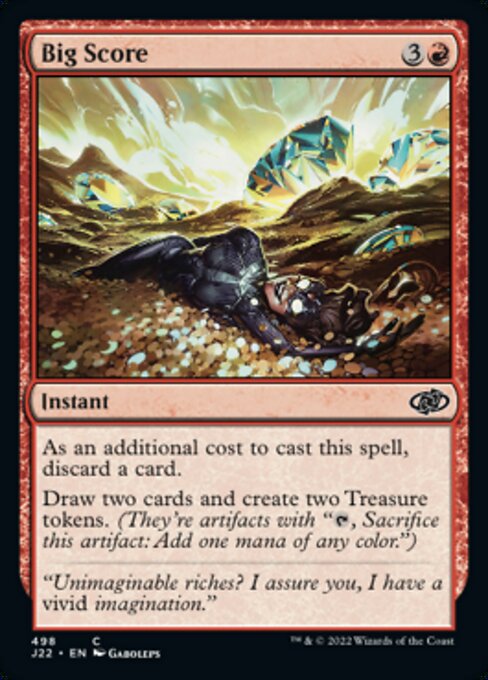 Big Score 3
Instant
As an additional cost to cast this spell,
discard a card.
Draw two cards and create two Treasure
tokens. (They're artifacts with “, Sacrifice
this artifact: Add one mana of any color.”)
“Unimaginable riches? I assure you, I have a
vivid imagination.”
498 C
J22 • EN Gaboleps
™ & © 2022 Wizards of the Coast